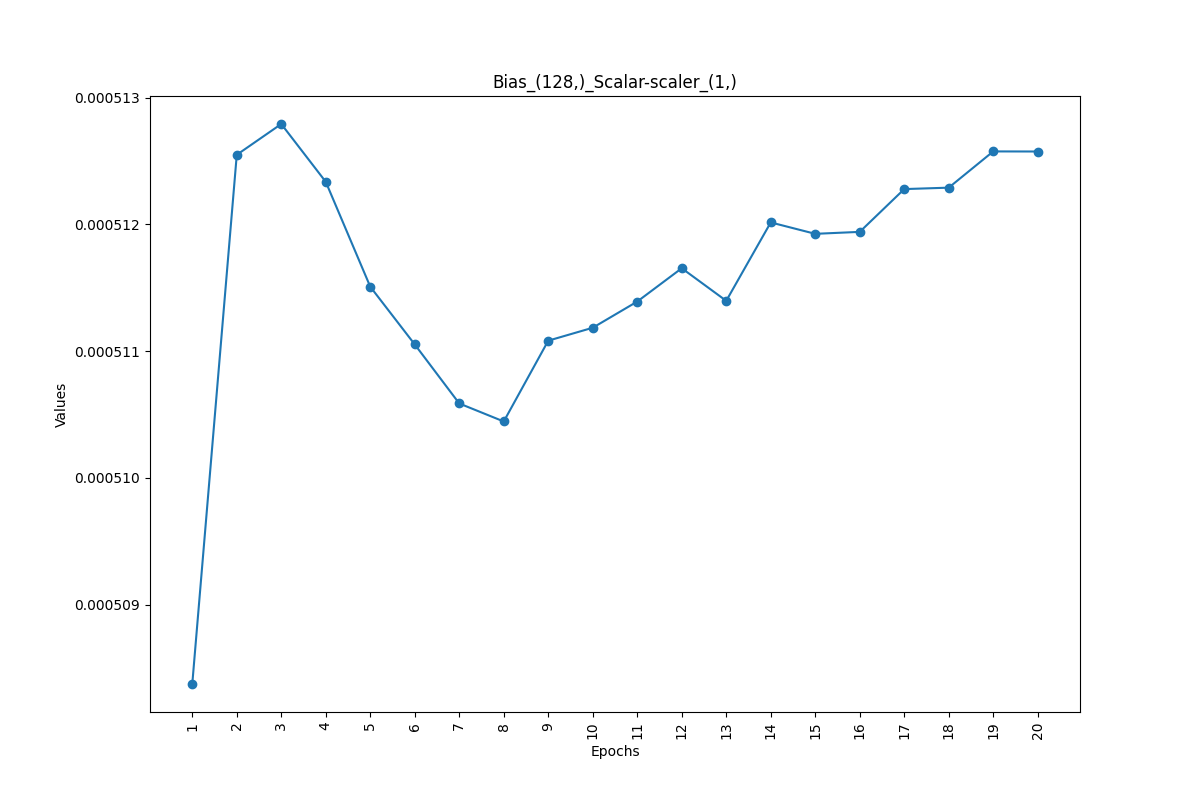 Bias_(128,)_Scalar-scaler_(1,)
0.000513
0.000512
0.000511
0.000510
0.000509
Values
1 2 3 4 5 6 7 8 9 10 11 12 13 14 15 16 17 18 19 20
Epochs